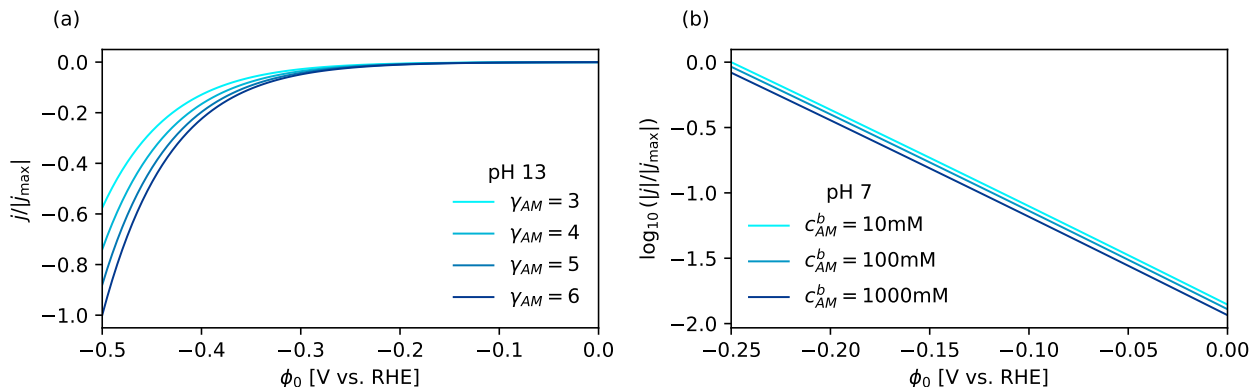 (a)
j/|j_max|
0.0
−0.2
−0.4
−0.6
−0.8
−1.0
pH 13
γ_AM = 3
γ_AM = 4
γ_AM = 5
γ_AM = 6
−0.5 −0.4 −0.3 −0.2 −0.1 0.0
ϕ₀ [V vs. RHE]
(b)
log₁₀ (|j|/|j_max|)
0.0
−0.5
−1.0
−1.5
−2.0
pH 7
c^b_AM = 10mM
c^b_AM = 100mM
c^b_AM = 1000mM
−0.25 −0.20 −0.15 −0.10 −0.05 0.00
ϕ₀ [V vs. RHE]